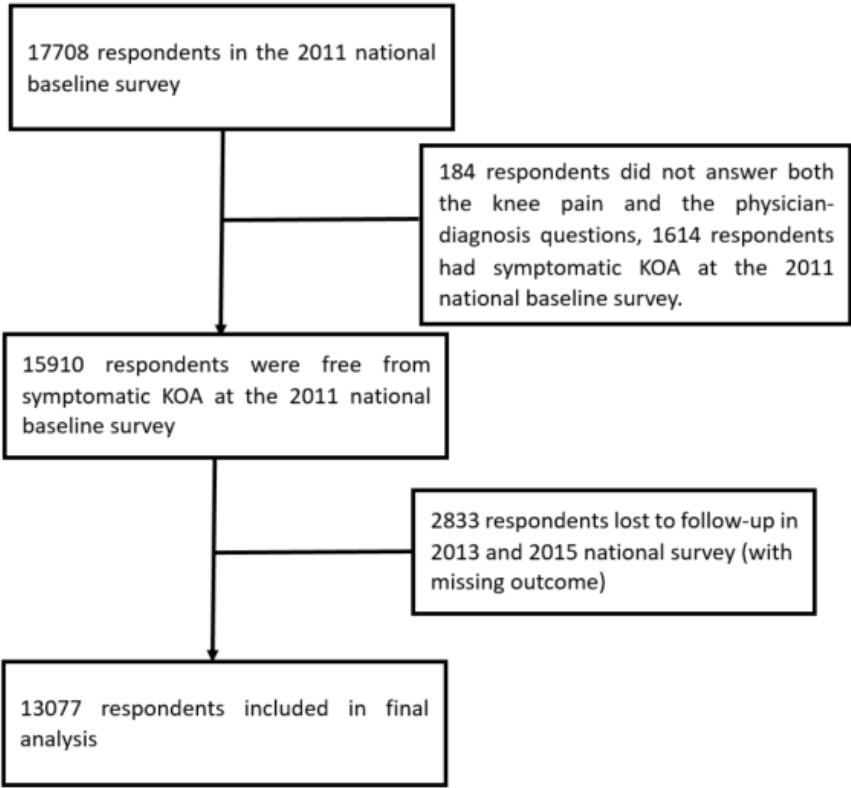 17708 respondents in the 2011 national
baseline survey
184 respondents did not answer both
the knee pain and the physician-
diagnosis questions, 1614 respondents
had symptomatic KOA at the 2011
national baseline survey.
15910 respondents were free from
symptomatic KOA at the 2011 national
baseline survey
2833 respondents lost to follow-up in
2013 and 2015 national survey (with
missing outcome)
13077 respondents included in final
analysis